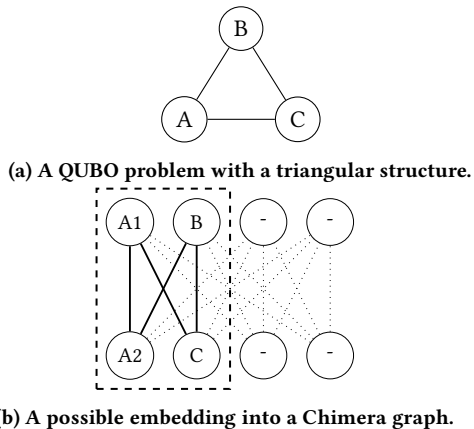 B
A C
(a) A QUBO problem with a triangular structure.
A1 B - -
A2 C - -
(b) A possible embedding into a Chimera graph.